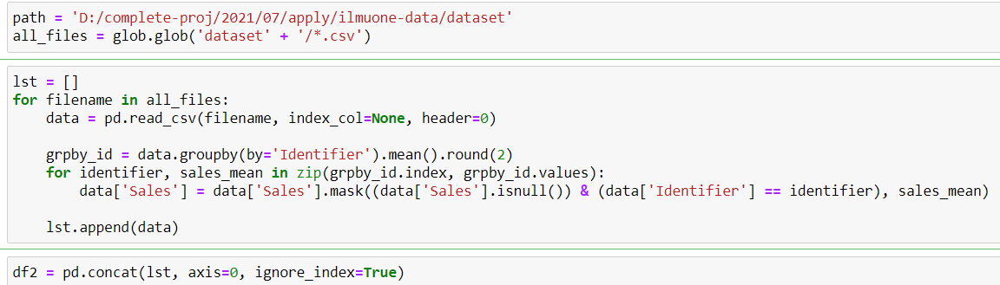 path = 'D:/complete-proj/2021/07/apply/ilmuone-data/dataset'
all_files = glob.glob('dataset' + '/*.csv')
lst = []
for filename in all_files:
    data = pd.read_csv(filename, index_col=None, header=0)
    grpby_id = data.groupby(by='Identifier').mean().round(2)
    for identifier, sales_mean in zip(grpby_id.index, grpby_id.values):
        data['Sales'] = data['Sales'].mask((data['Sales'].isnull()) & (data['Identifier'] == identifier), sales_mean)
    lst.append(data)
df2 = pd.concat(lst, axis=0, ignore_index=True)